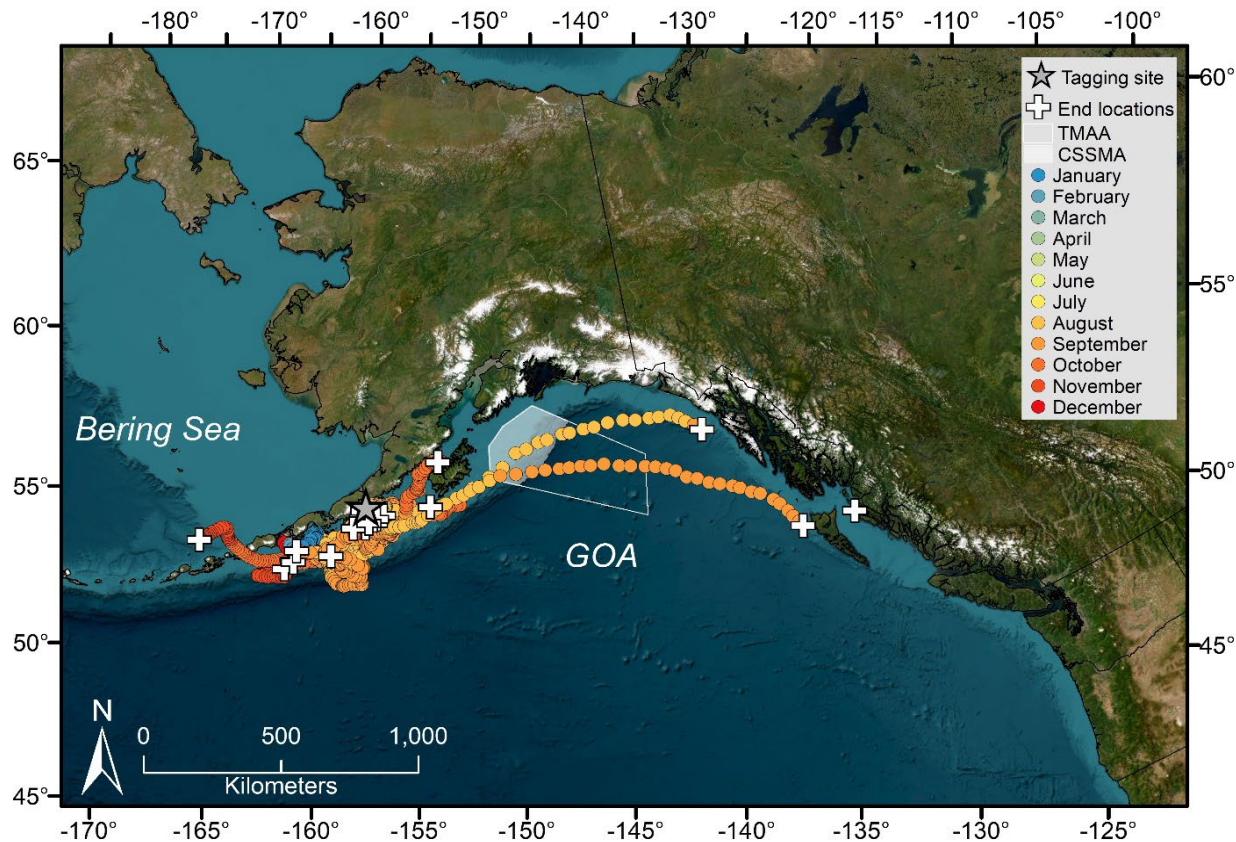 -180° -170° -160° -150° -140° -130° -120° -115° -110° -105° -100°
Tagging site
End locations
TMAA
CSSMA
January
February
March
April
May
June
July
August
September
October
November
December
65°
60°
55°
50°
45°
60°
55°
50°
45°
Bering Sea
GOA
N
0 500 1,000
Kilometers
-170° -165° -160° -155° -150° -145° -140° -135° -130° -125°